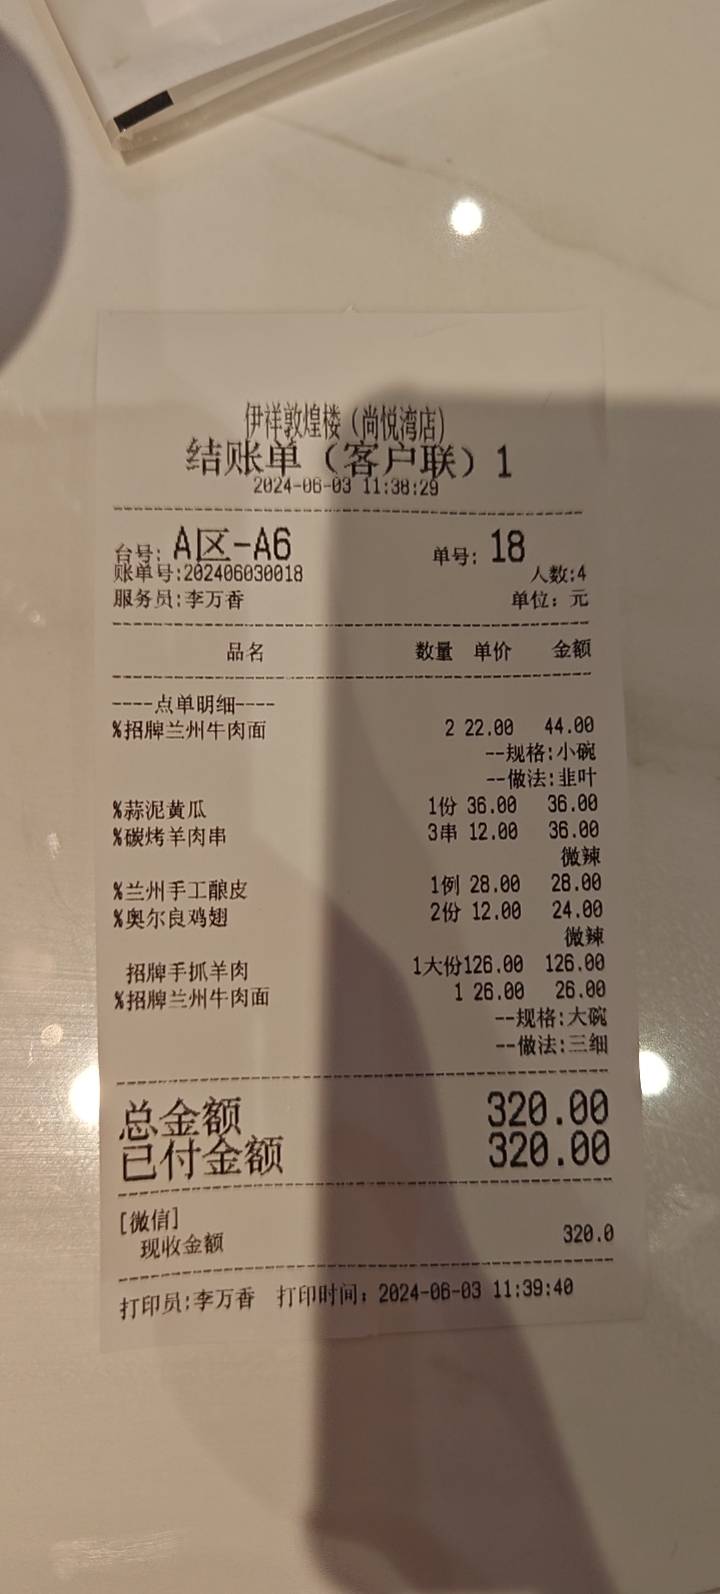 伊祥敦煌楼（尚悦湾店）
结账单（客户联）1
2024-06-03 11:38:29
台号: A区-A6 单号: 18
账单号:202406030018 人数:4
服务员:李万香 单位: 元
品名 数量 单价 金额
----点单明细----
%招牌兰州牛肉面 2 22.00 44.00
--规格:小碗
--做法:韭叶
%蒜泥黄瓜 1份 36.00 36.00
%碳烤羊肉串 3串 12.00 36.00
微辣
%兰州手工酿皮 1例 28.00 28.00
%奥尔良鸡翅 2份 12.00 24.00
微辣
招牌手抓羊肉 1大份126.00 126.00
%招牌兰州牛肉面 1 26.00 26.00
--规格:大碗
--做法:三细
总金额 320.00
已付金额 320.00
[微信]
现收金额 320.0
打印员:李万香 打印时间: 2024-06-03 11:39:40